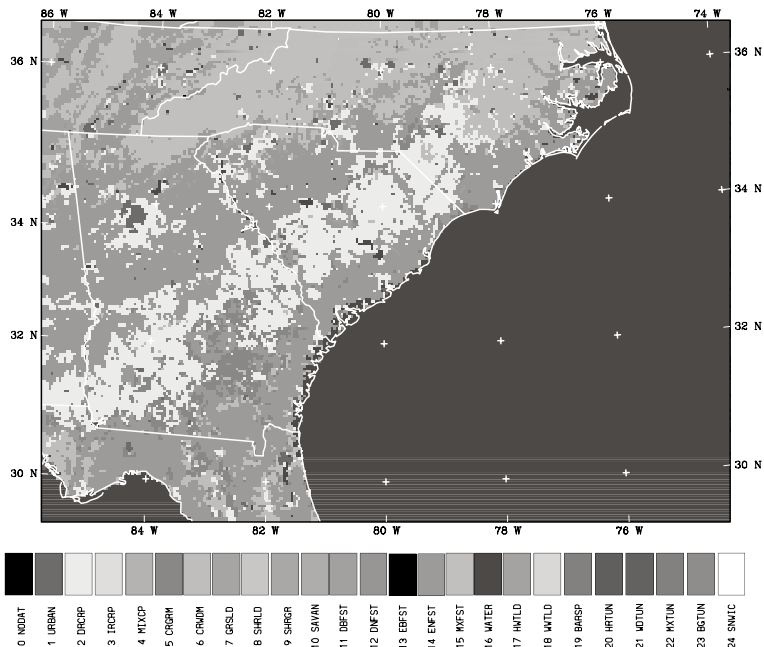 86 W 84 W 82 W 80 W 78 W 76 W 74 W
36 N 36 N
34 N 34 N
32 N 32 N
30 N 30 N
84 W 82 W 80 W 78 W 76 W
0 NODAT
1 URBAN
2 DRCRP
3 IRCRP
4 MIXCP
5 CRGRM
6 CRWDM
7 GRSLD
8 SHRLD
9 SHRGR
10 SAVAN
11 DBFST
12 DNFST
13 EBFST
14 ENFST
15 MXFST
16 WATER
17 HWTLD
18 WWTLD
19 BARSP
20 HRTUN
21 WDTUN
22 MXTUN
23 BGTUN
24 SNWIC